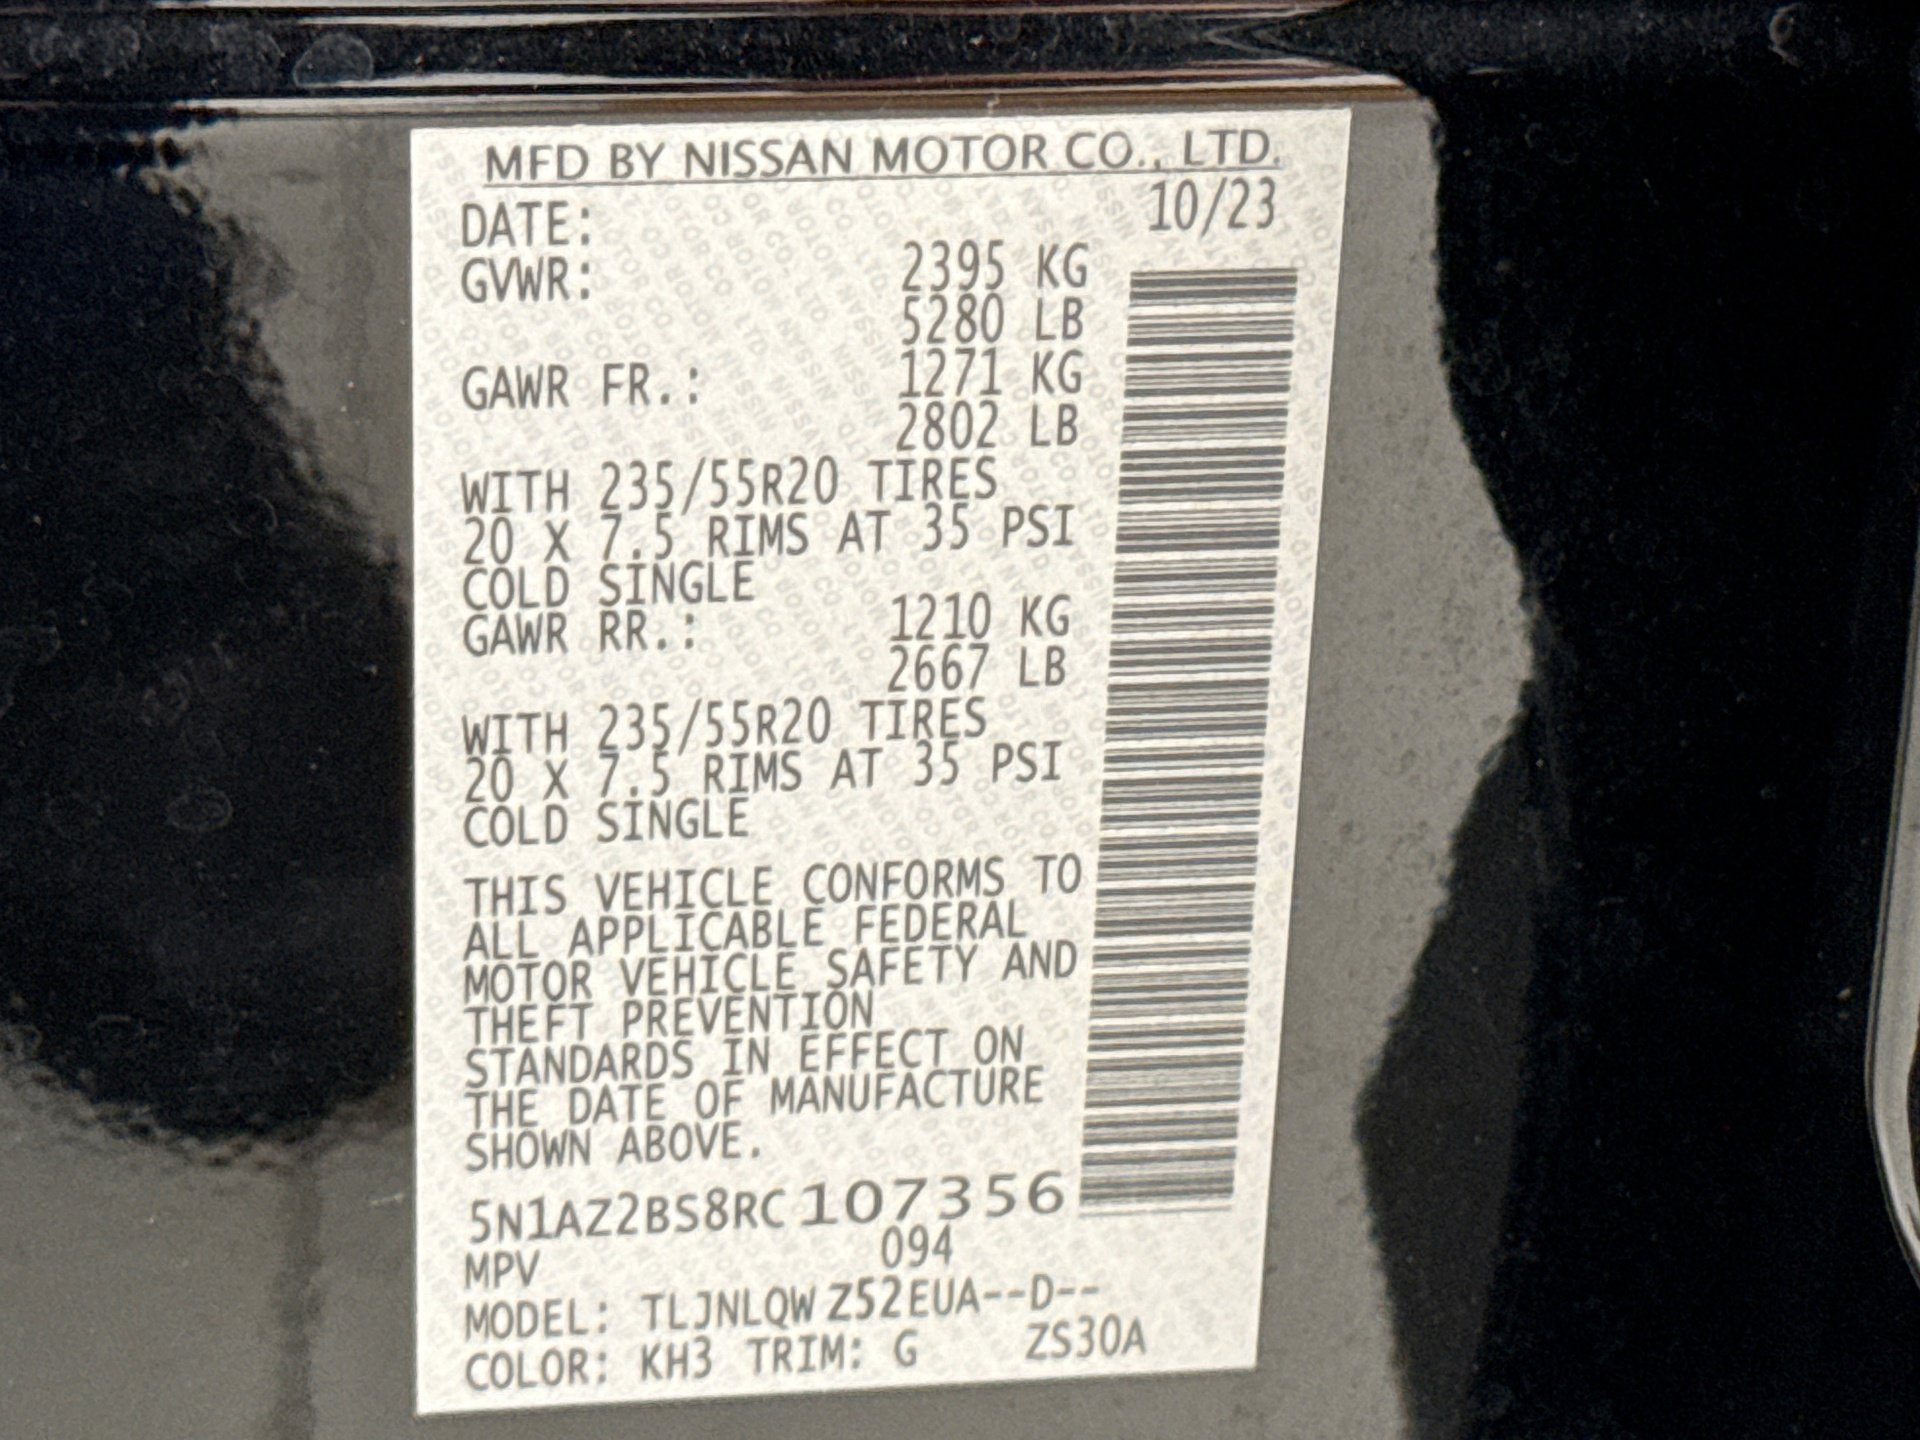 MFD BY NISSAN MOTOR CO., LTD.
DATE: 10/23
GVWR: 2395 KG
5280 LB
GAWR FR.: 1271 KG
2802 LB
WITH 235/55R20 TIRES
20 X 7.5 RIMS AT 35 PSI
COLD SINGLE
GAWR RR.: 1210 KG
2667 LB
WITH 235/55R20 TIRES
20 X 7.5 RIMS AT 35 PSI
COLD SINGLE
THIS VEHICLE CONFORMS TO
ALL APPLICABLE FEDERAL
MOTOR VEHICLE SAFETY AND
THEFT PREVENTION
STANDARDS IN EFFECT ON
THE DATE OF MANUFACTURE
SHOWN ABOVE.
5N1AZ2BS8RC107356
MPV 094
MODEL: TLJNLQWZ52EUA--D--
COLOR: KH3 TRIM: G ZS30A